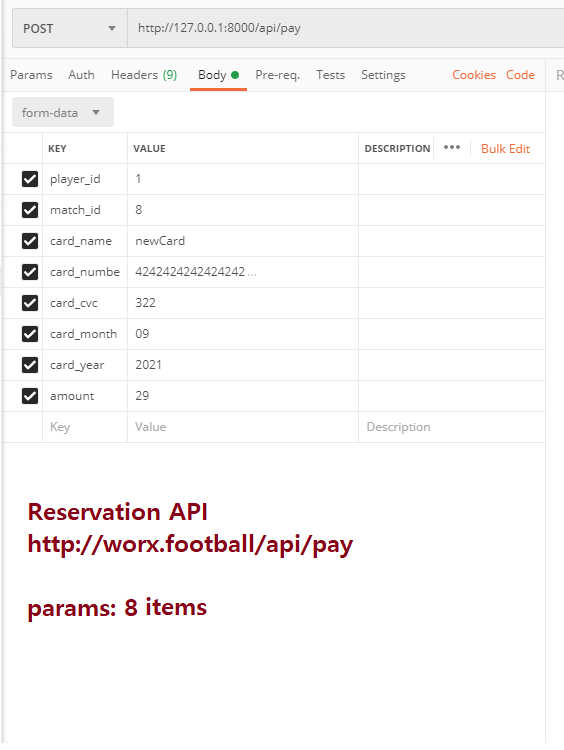 POST http://127.0.0.1:8000/api/pay
Params Auth Headers (9) Body Pre-req. Tests Settings Cookies Code R
form-data
KEY VALUE DESCRIPTION ••• Bulk Edit
player_id 1
match_id 8
card_name newCard
card_numbe 4242424242424242 ...
card_cvc 322
card_month 09
card_year 2021
amount 29
Key Value Description
Reservation API
http://worx.football/api/pay
params: 8 items